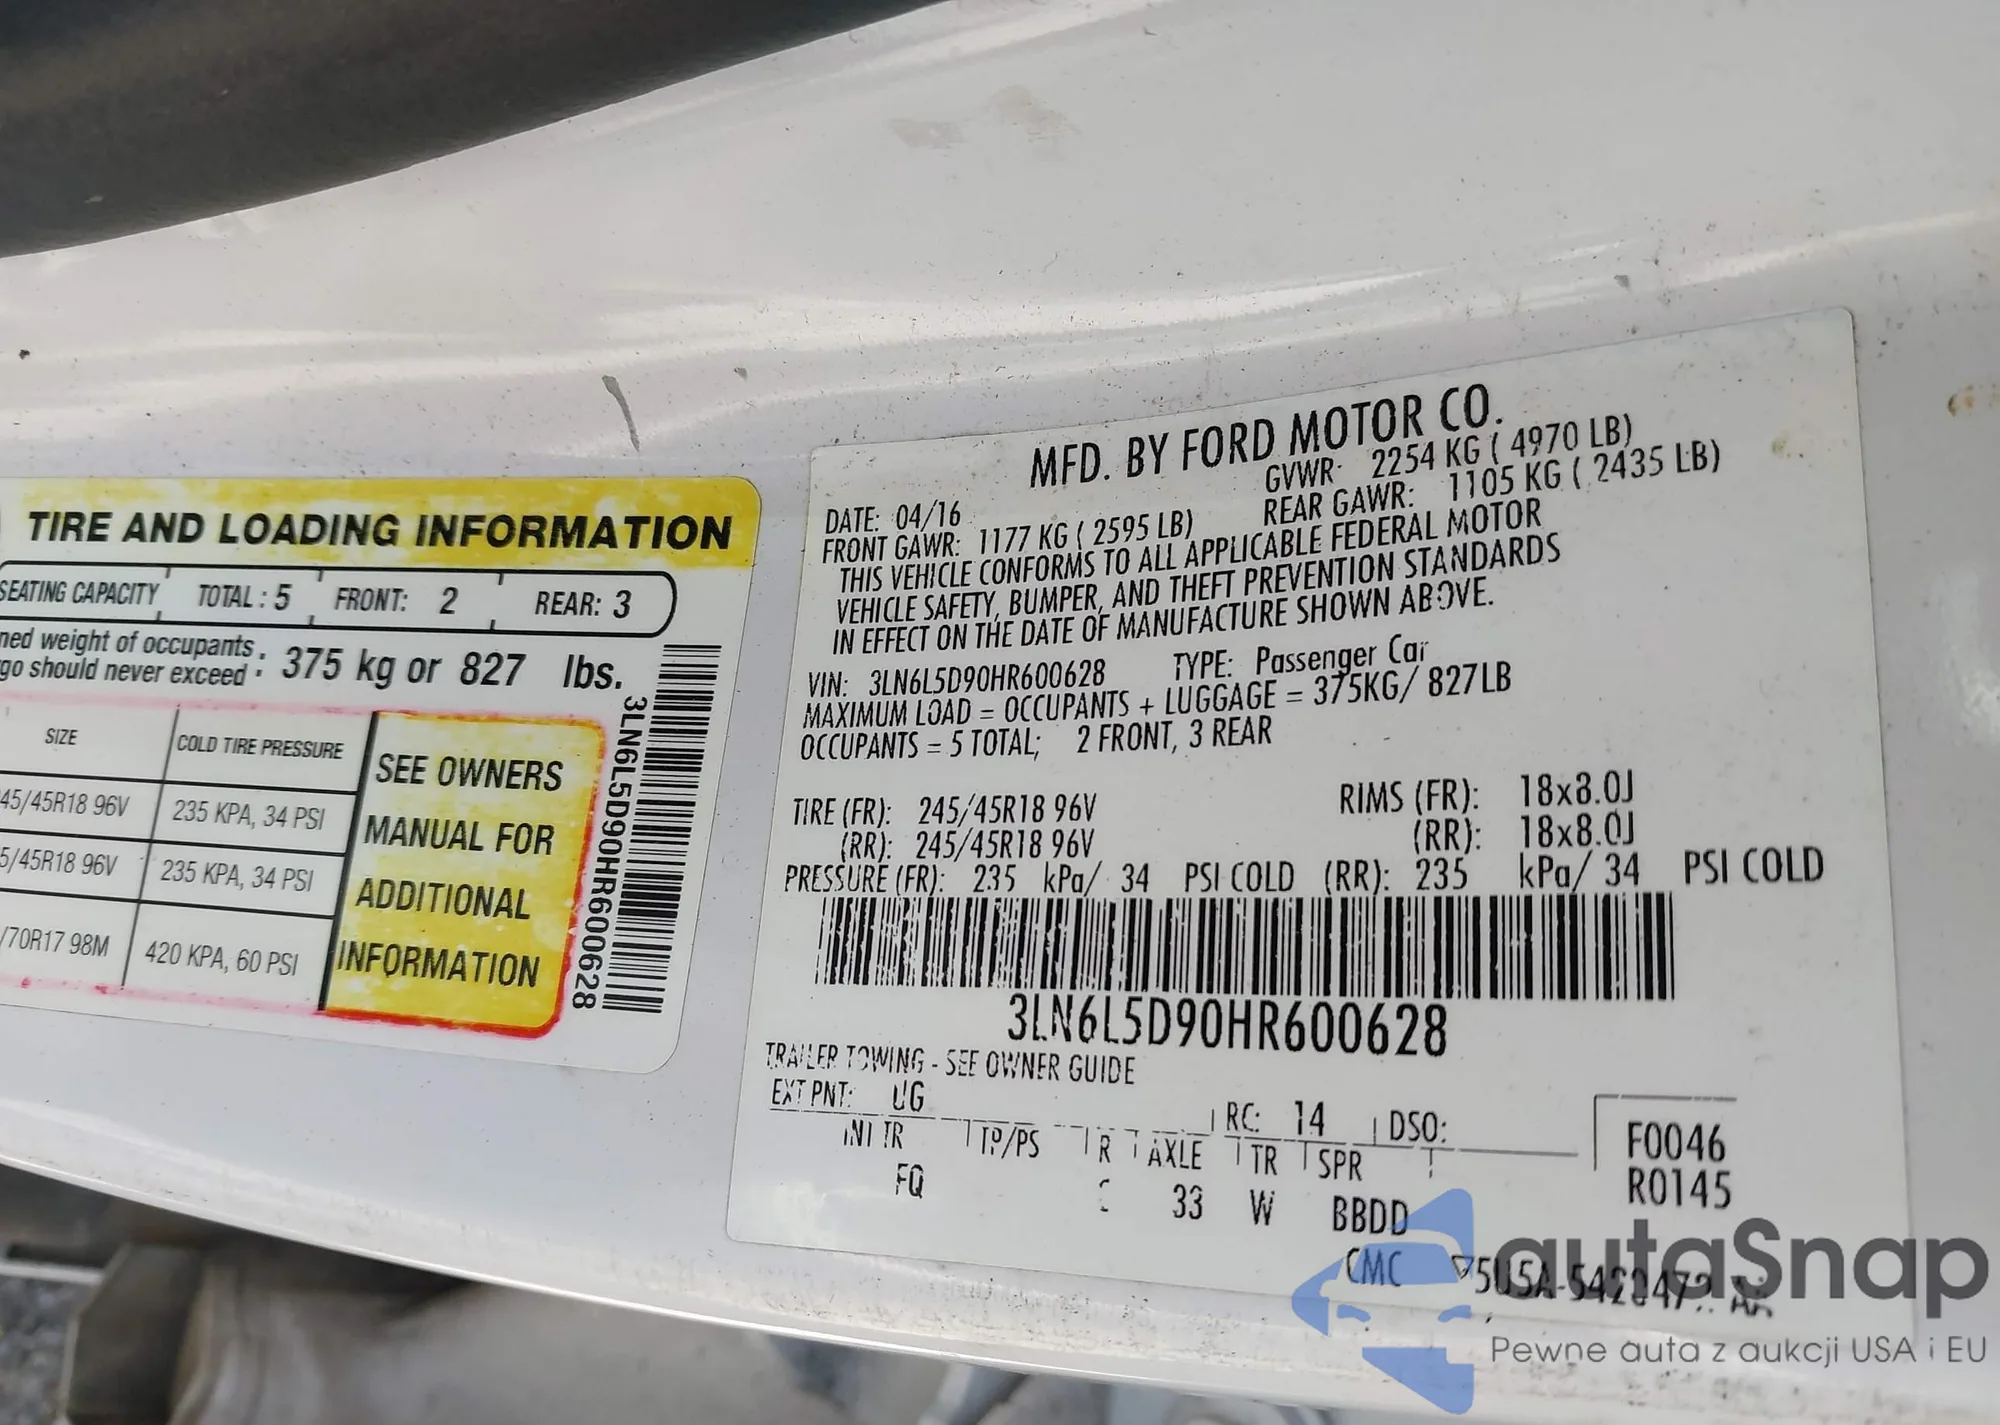 TIRE AND LOADING INFORMATION
SEATING CAPACITY TOTAL : 5 FRONT: 2 REAR: 3
weight of occupants
should never exceed : 375 kg or 827 lbs.
SIZE COLD TIRE PRESSURE
45/45R18 96V 235 KPA, 34 PSI
5/45R18 96V 235 KPA, 34 PSI
/70R17 98M 420 KPA, 60 PSI
SEE OWNERS
MANUAL FOR
ADDITIONAL
INFORMATION
3LN6L5D90HR600628
MFD. BY FORD MOTOR CO.
DATE: 04/16 GVWR: 2254 KG ( 4970 LB)
FRONT GAWR: 1177 KG ( 2595 LB) REAR GAWR: 1105 KG ( 2435 LB)
THIS VEHICLE CONFORMS TO ALL APPLICABLE FEDERAL MOTOR
VEHICLE SAFETY, BUMPER, AND THEFT PREVENTION STANDARDS
IN EFFECT ON THE DATE OF MANUFACTURE SHOWN ABOVE.
VIN: 3LN6L5D90HR600628 TYPE: Passenger Car
MAXIMUM LOAD = OCCUPANTS + LUGGAGE = 375KG/ 827LB
OCCUPANTS = 5 TOTAL; 2 FRONT, 3 REAR
TIRE (FR): 245/45R18 96V RIMS (FR): 18x8.0J
(RR): 245/45R18 96V (RR): 18x8.0J
PRESSURE (FR): 235 kPa/ 34 PSI COLD (RR): 235 kPa/ 34 PSI COLD
3LN6L5D90HR600628
TRAILER TOWING - SEE OWNER GUIDE
EXT PNT: UG RC: 14 DSO:
INT TR TP/PS R AXLE TR SPR
FQ 33 W BBDD
F0046
R0145
CMC
autaSnap
Pewne auta z aukcji USA i EU